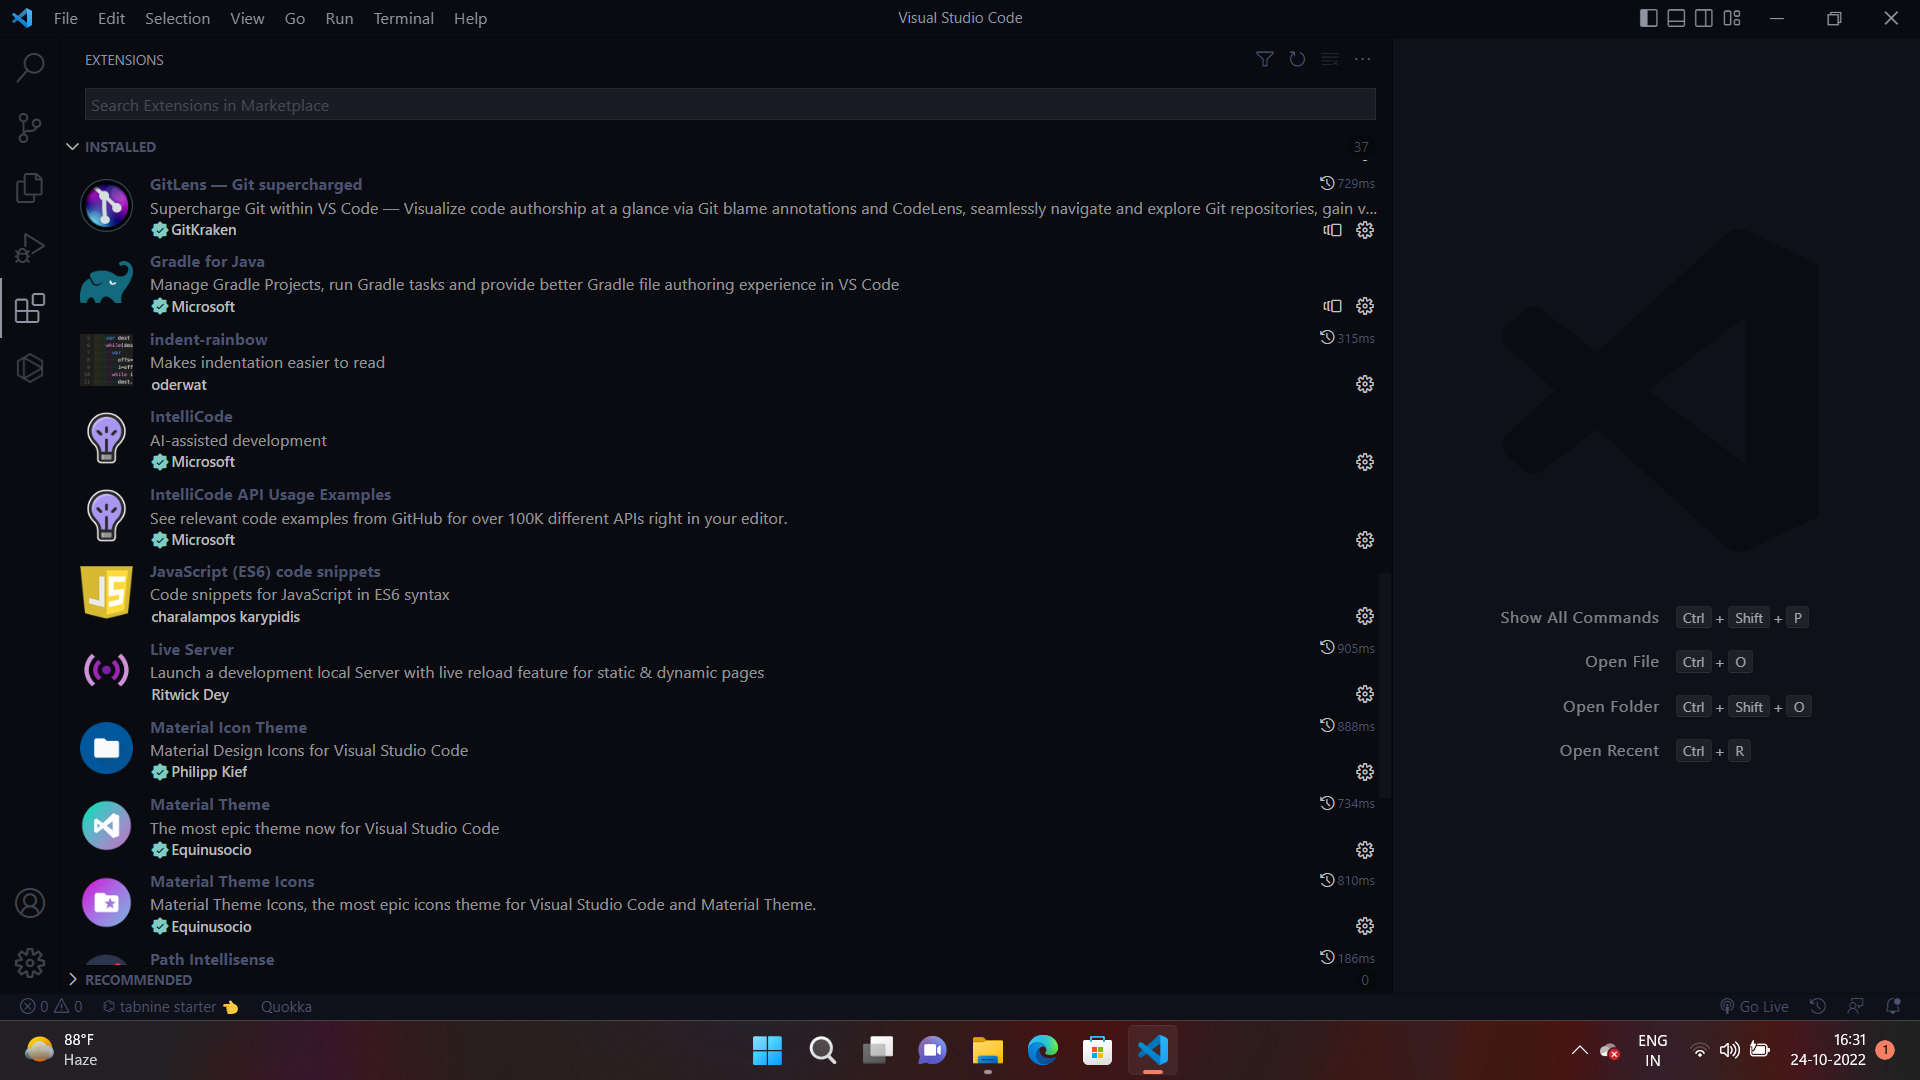 File Edit Selection View Go Run Terminal Help
Visual Studio Code
EXTENSIONS
Search Extensions in Marketplace
INSTALLED 37
GitLens — Git supercharged 729ms
Supercharge Git within VS Code — Visualize code authorship at a glance via Git blame annotations and CodeLens, seamlessly navigate and explore Git repositories, gain v...
GitKraken
Gradle for Java
Manage Gradle Projects, run Gradle tasks and provide better Gradle file authoring experience in VS Code
Microsoft
indent-rainbow 315ms
Makes indentation easier to read
oderwat
IntelliCode
AI-assisted development
Microsoft
IntelliCode API Usage Examples
See relevant code examples from GitHub for over 100K different APIs right in your editor.
Microsoft
JS
JavaScript (ES6) code snippets
Code snippets for JavaScript in ES6 syntax
charalampos karypidis
Live Server 905ms
Launch a development local Server with live reload feature for static & dynamic pages
Ritwick Dey
Material Icon Theme 888ms
Material Design Icons for Visual Studio Code
Philipp Kief
Material Theme 734ms
The most epic theme now for Visual Studio Code
Equinusocio
Material Theme Icons 810ms
Material Theme Icons, the most epic icons theme for Visual Studio Code and Material Theme.
Equinusocio
Path Intellisense 186ms
RECOMMENDED 0
Show All Commands Ctrl + Shift + P
Open File Ctrl + O
Open Folder Ctrl + Shift + O
Open Recent Ctrl + R
0 0 tabnine starter Quokka
Go Live
88°F
Haze
ENG
IN
16:31
24-10-2022
1